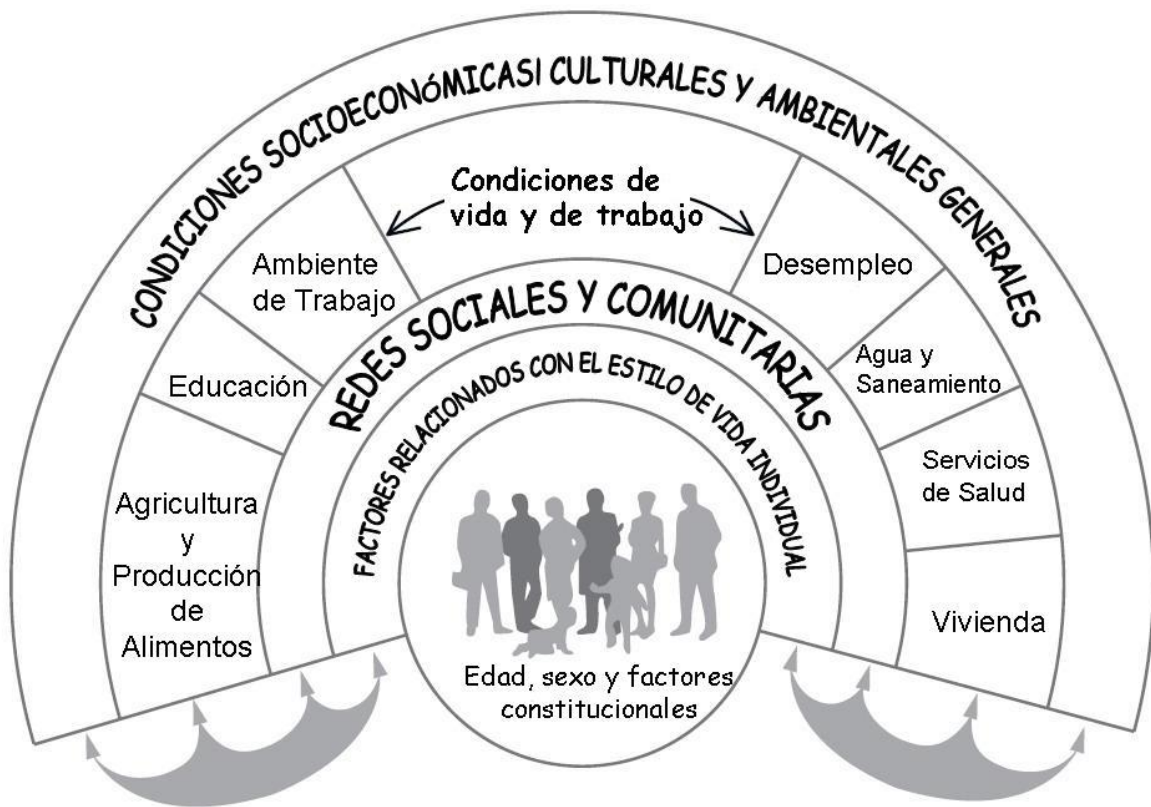 CONDICIONES SOCIOECONÓMICAS| CULTURALES Y AMBIENTALES GENERALES
Condiciones de
vida y de trabajo
Ambiente
de Trabajo
Desempleo
REDES SOCIALES Y COMUNITARIAS
Educación
Agua y
Saneamiento
FACTORES RELACIONADOS CON EL ESTILO DE VIDA INDIVIDUAL
Agricultura
y
Producción
de
Alimentos
Servicios
de Salud
Vivienda
Edad, sexo y factores
constitucionales